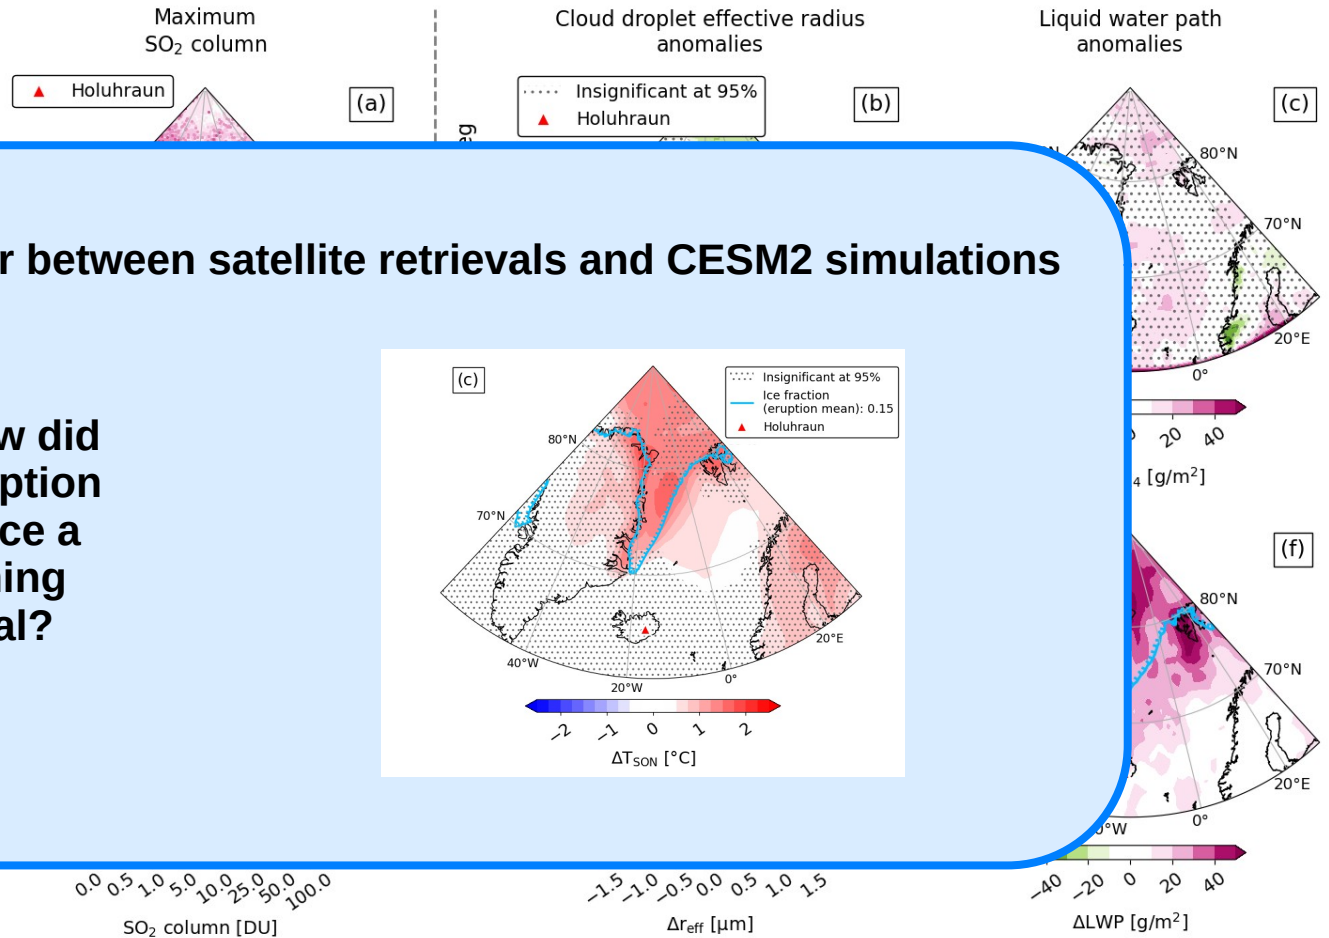 Maximum
SO₂ column
Cloud droplet effective radius
anomalies
Liquid water path
anomalies
Holuhraun
(a)
Insignificant at 95%
Holuhraun
(b)
(c)
80°N
70°N
20°E
0°
20 40
[g/m²]
between satellite retrievals and CESM2 simulations
did
a
(c)
Insignificant at 95%
Ice fraction
(eruption mean): 0.15
Holuhraun
80°N
70°N
40°W
20°W
0°
20°E
−2 −1 0 1 2
ΔT_SON [°C]
(f)
80°N
70°N
20°E
0°
−40 −20 0 20 40
ΔLWP [g/m²]
0.0 0.5 1.0 5.0 10.0 25.0 50.0 100.0
SO₂ column [DU]
−1.5 −1.0 −0.5 0.0 0.5 1.0 1.5
Δr_eff [μm]